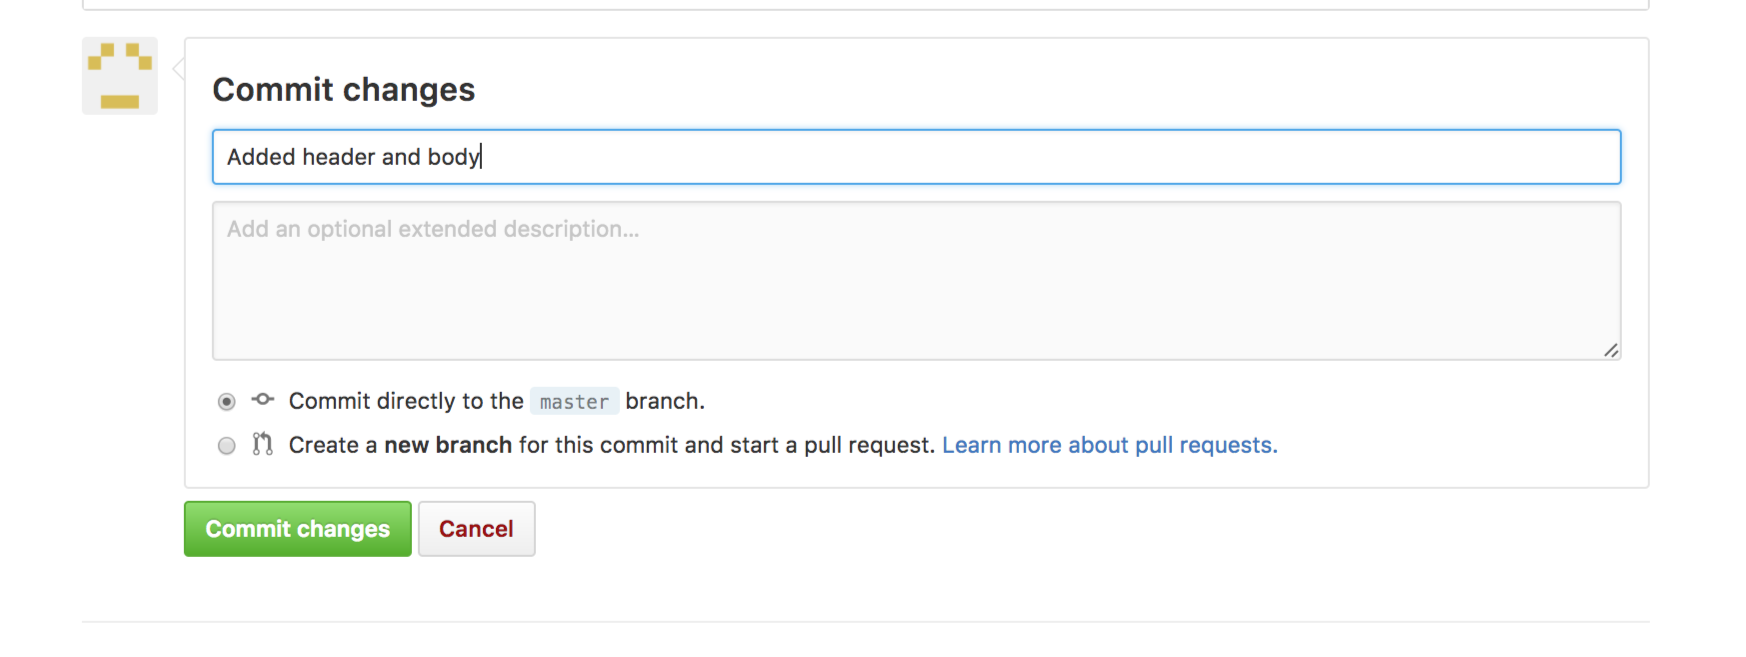 Commit changes
Added header and body
Add an optional extended description...
Commit directly to the master branch.
Create a new branch for this commit and start a pull request. Learn more about pull requests.
Commit changes Cancel